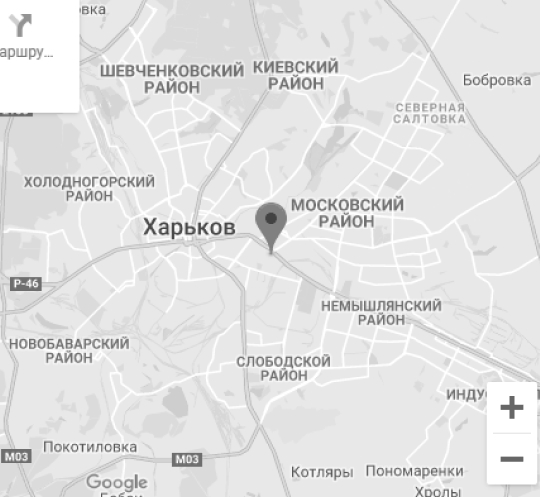 вка
аршру...
ШЕВЧЕНКОВСКИЙ
РАЙОН
КИЕВСКИЙ
РАЙОН
Бобровка
СЕВЕРНАЯ
САЛТОВКА
ХОЛОДНОГОРСКИЙ
РАЙОН
МОСКОВСКИЙ
РАЙОН
Харьков
Р-46
НЕМЫШЛЯНСКИЙ
РАЙОН
НОВОБАВАРСКИЙ
РАЙОН
СЛОБОДСКОЙ
РАЙОН
ИНДУ
Покотиловка
М03
М03
Котляры
Пономаренки
Google
Хролы